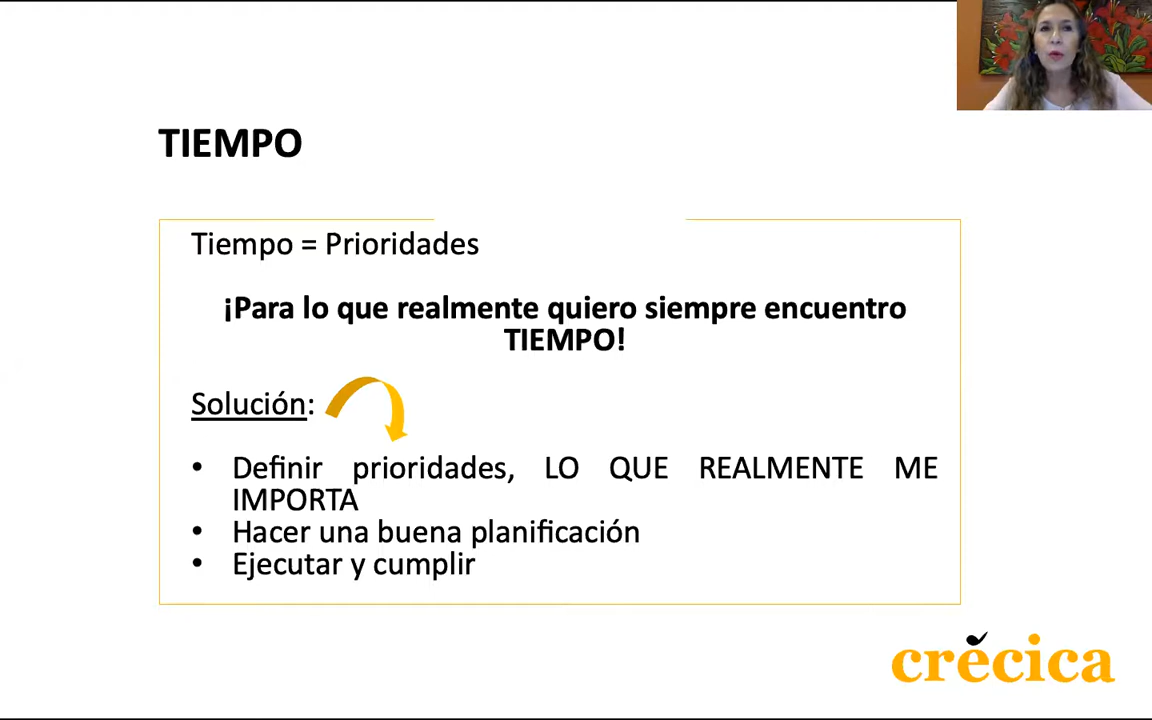 TIEMPO
Tiempo = Prioridades
¡Para lo que realmente quiero siempre encuentro
TIEMPO!
Solución:
• Definir prioridades, LO QUE REALMENTE ME
IMPORTA
• Hacer una buena planificación
• Ejecutar y cumplir
crecica